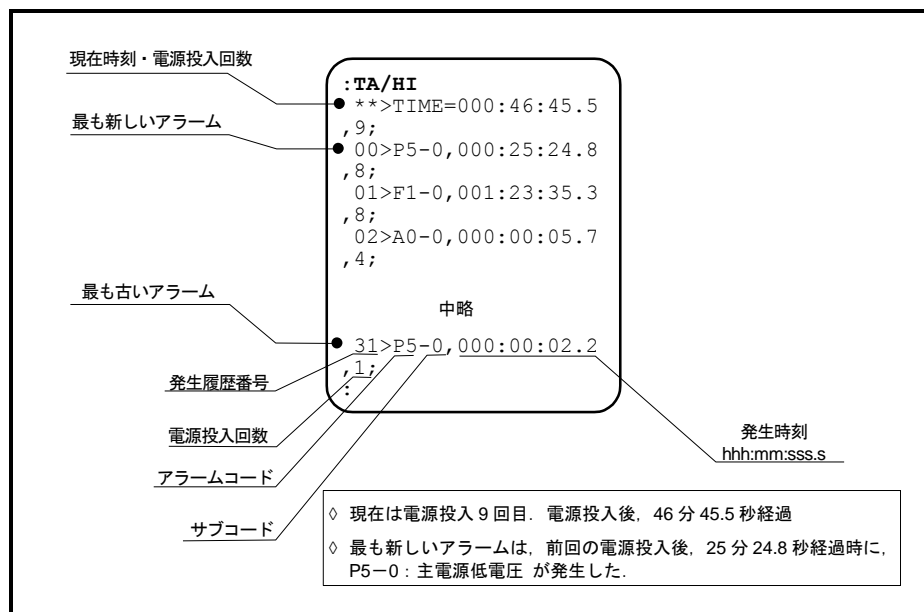 現在時刻・電源投入回数
:TA/HI
**>TIME=000:46:45.5
,9;
最も新しいアラーム
00>P5-0,000:25:24.8
,8;
01>F1-0,001:23:35.3
,8;
02>A0-0,000:00:05.7
,4;
最も古いアラーム
中略
31>P5-0,000:00:02.2
,1;
:
発生履歴番号
電源投入回数
アラームコード
サブコード
発生時刻
hhh:mm:sss.s
◊ 現在は電源投入 9 回目．電源投入後，46 分 45.5 秒経過
◊ 最も新しいアラームは，前回の電源投入後，25 分 24.8 秒経過時に，
P5－0：主電源低電圧 が発生した．